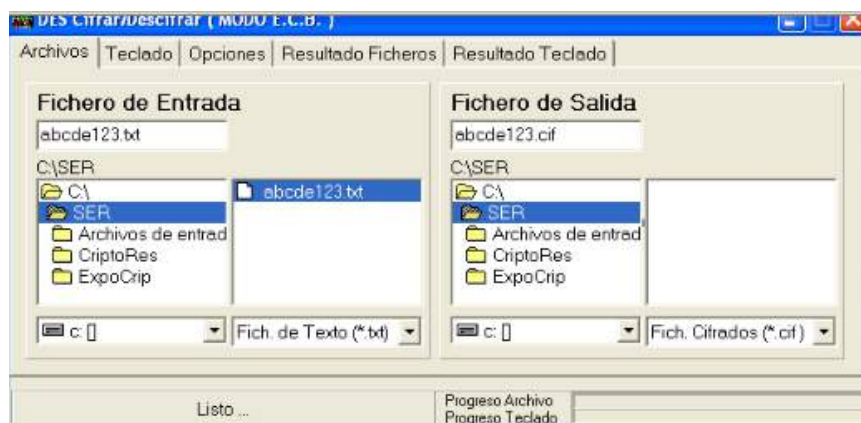 DES Cifrar/Descifrar ( MODO E.C.B. )
Archivos Teclado Opciones Resultado Ficheros Resultado Teclado
Fichero de Entrada
abcde123.txt
C:\SER
C:\
SER
Archivos de entrad
CriptoRes
ExpoCrip
abcde123.txt
c: []
Fich. de Texto (*.txt)
Fichero de Salida
abcde123.cif
C:\SER
C:\
SER
Archivos de entrad
CriptoRes
ExpoCrip
c: []
Fich. Cifrados (*.cif)
Listo ...
Progreso Archivo
Progreso Teclado